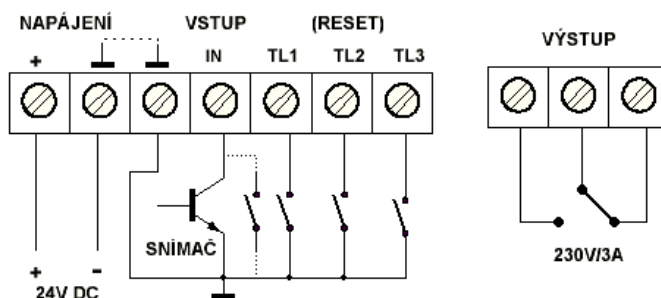 NAPÁJENÍ VSTUP (RESET)
+ IN TL1 TL2 TL3
VÝSTUP
SNÍMAČ
+ -
24V DC
230V/3A